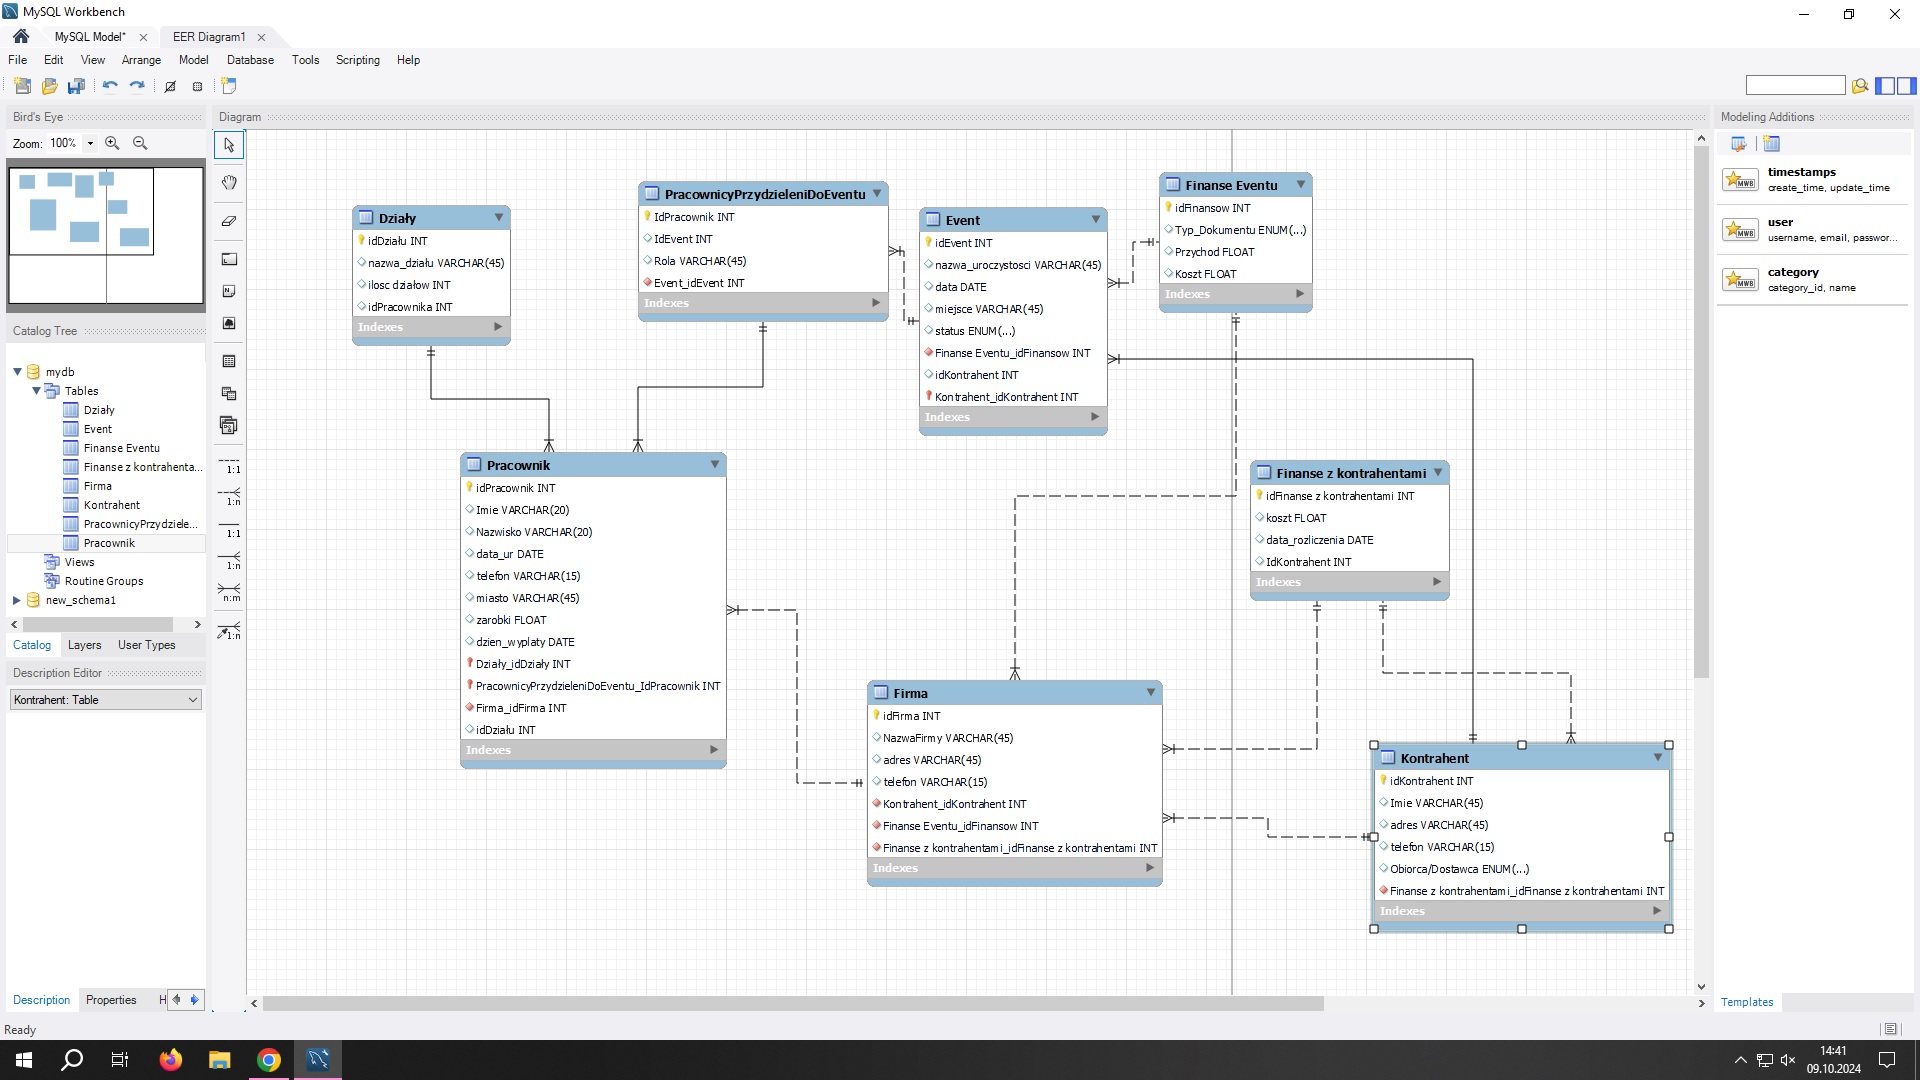 MySQL Workbench
MySQL Model*
EER Diagram1
File Edit View Arrange Model Database Tools Scripting Help
Bird's Eye
Zoom: 100%
Catalog Tree
mydb
Tables
Działy
Event
Finanse Eventu
Finanse z kontrahenta...
Firma
Kontrahent
PracownicyPrzydziele...
Pracownik
Views
Routine Groups
new_schema1
Catalog Layers User Types
Description Editor
Kontrahent: Table
Description Properties H
Ready
1:1
1:n
1:1
1:n
n:m
1:n
Diagram
Działy
idDziału INT
nazwa_działu VARCHAR(45)
ilosc działow INT
idPracownika INT
Indexes
PracownicyPrzydzieleniDoEventu
IdPracownik INT
IdEvent INT
Rola VARCHAR(45)
Event_idEvent INT
Indexes
Event
idEvent INT
nazwa_uroczystosci VARCHAR(45)
data DATE
miejsce VARCHAR(45)
status ENUM(...)
Finanse Eventu_idFinansow INT
idKontrahent INT
Kontrahent_idKontrahent INT
Indexes
Finanse Eventu
idFinansow INT
Typ_Dokumentu ENUM(...)
Przychod FLOAT
Koszt FLOAT
Indexes
Pracownik
idPracownik INT
Imie VARCHAR(20)
Nazwisko VARCHAR(20)
data_ur DATE
telefon VARCHAR(15)
miasto VARCHAR(45)
zarobki FLOAT
dzien_wyplaty DATE
Działy_idDziały INT
PracownicyPrzydzieleniDoEventu_IdPracownik INT
Firma_idFirma INT
idDziału INT
Indexes
Finanse z kontrahentami
idFinanse z kontrahentami INT
koszt FLOAT
data_rozliczenia DATE
IdKontrahent INT
Indexes
Firma
idFirma INT
NazwaFirmy VARCHAR(45)
adres VARCHAR(45)
telefon VARCHAR(15)
Kontrahent_idKontrahent INT
Finanse Eventu_idFinansow INT
Finanse z kontrahentami_idFinanse z kontrahentami INT
Indexes
Kontrahent
idKontrahent INT
Imie VARCHAR(45)
adres VARCHAR(45)
telefon VARCHAR(15)
Obiorca/Dostawca ENUM(...)
Finanse z kontrahentami_idFinanse z kontrahentami INT
Indexes
Modeling Additions
MWB
timestamps
create_time, update_time
MWB
user
username, email, passwor...
MWB
category
category_id, name
Templates
14:41
09.10.2024